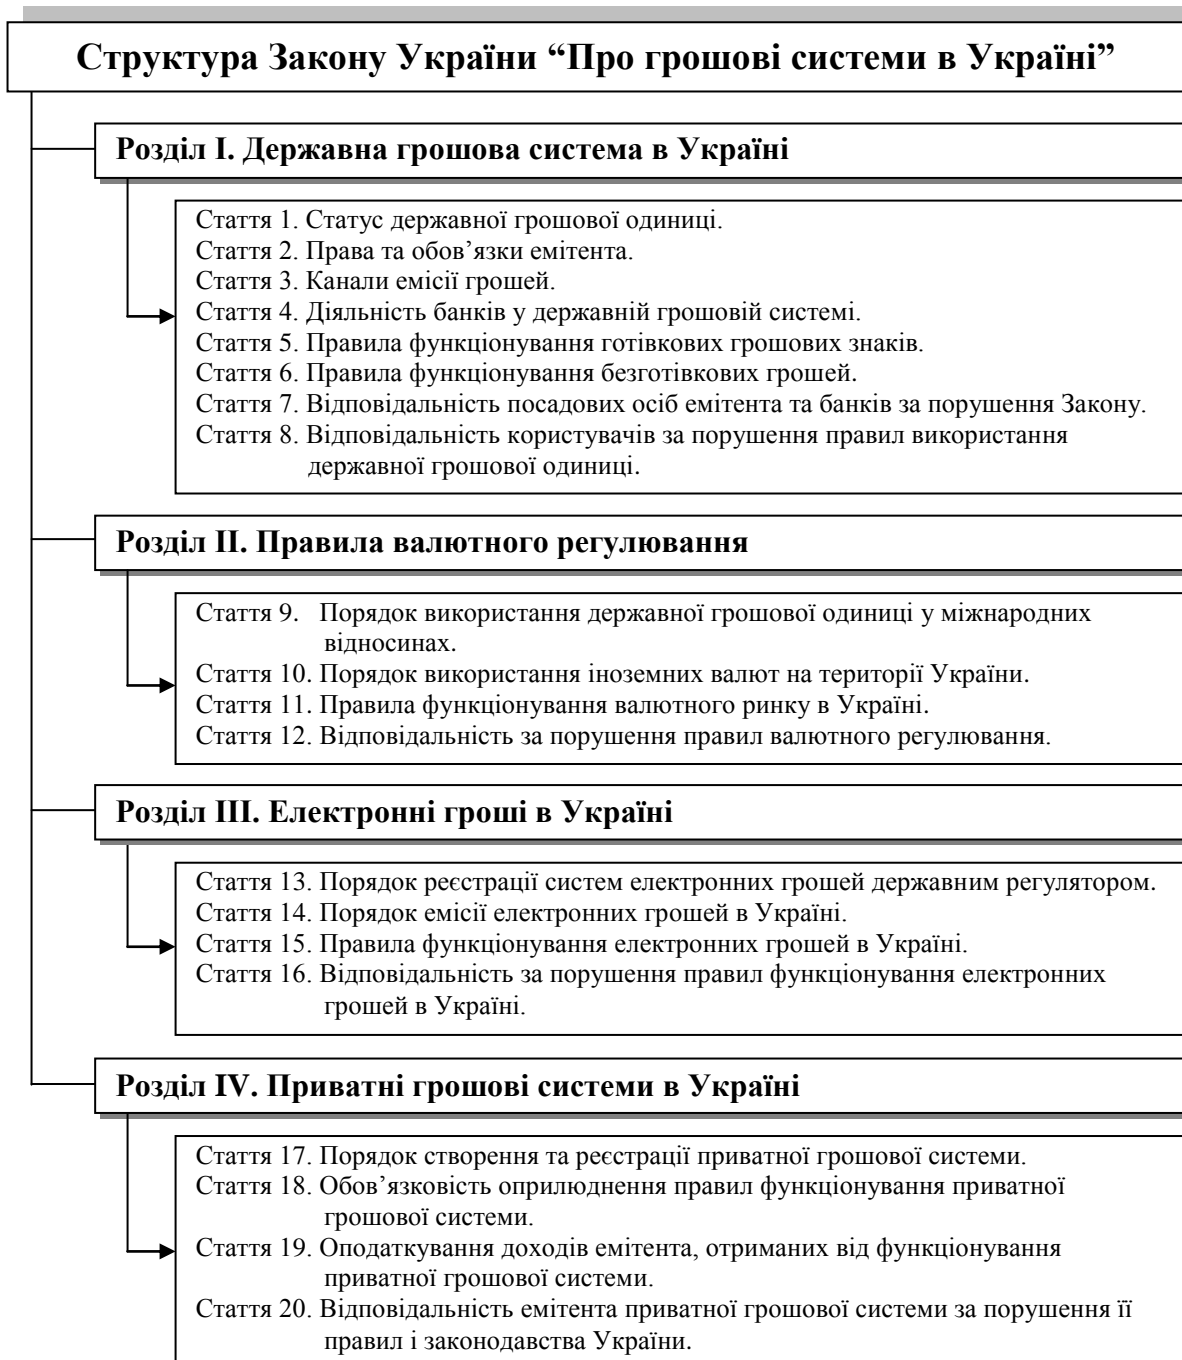 Структура Закону України “Про грошові системи в Україні”
Розділ I. Державна грошова система в Україні
Стаття 1. Статус державної грошової одиниці.
Стаття 2. Права та обов’язки емітента.
Стаття 3. Канали емісії грошей.
Стаття 4. Діяльність банків у державній грошовій системі.
Стаття 5. Правила функціонування готівкових грошових знаків.
Стаття 6. Правила функціонування безготівкових грошей.
Стаття 7. Відповідальність посадових осіб емітента та банків за порушення Закону.
Стаття 8. Відповідальність користувачів за порушення правил використання
державної грошової одиниці.
Розділ II. Правила валютного регулювання
Стаття 9. Порядок використання державної грошової одиниці у міжнародних
відносинах.
Стаття 10. Порядок використання іноземних валют на території України.
Стаття 11. Правила функціонування валютного ринку в Україні.
Стаття 12. Відповідальність за порушення правил валютного регулювання.
Розділ III. Електронні гроші в Україні
Стаття 13. Порядок реєстрації систем електронних грошей державним регулятором.
Стаття 14. Порядок емісії електронних грошей в Україні.
Стаття 15. Правила функціонування електронних грошей в Україні.
Стаття 16. Відповідальність за порушення правил функціонування електронних
грошей в Україні.
Розділ IV. Приватні грошові системи в Україні
Стаття 17. Порядок створення та реєстрації приватної грошової системи.
Стаття 18. Обов’язковість оприлюднення правил функціонування приватної
грошової системи.
Стаття 19. Оподаткування доходів емітента, отриманих від функціонування
приватної грошової системи.
Стаття 20. Відповідальність емітента приватної грошової системи за порушення її
правил і законодавства України.